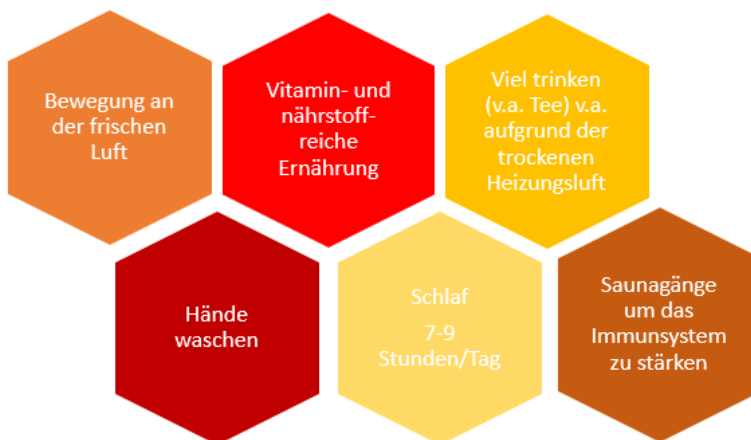 Bewegung an
der frischen
Luft
Vitamin- und
nährstoff-
reiche
Ernährung
Viel trinken
(v.a. Tee) v.a.
aufgrund der
trockenen
Heizungsluft
Hände
waschen
Schlaf
7-9
Stunden/Tag
Saunagänge
um das
Immunsystem
zu stärken